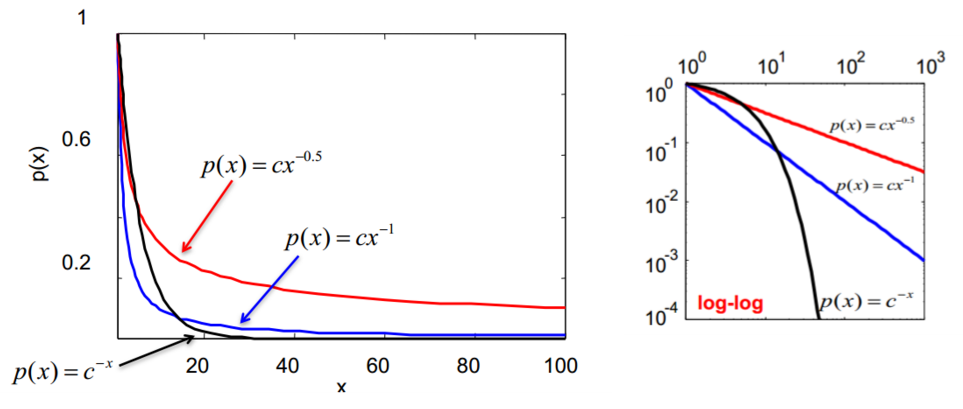 1
0.6
0.2
p(x)
p(x) = cx^{-0.5}
p(x) = cx^{-1}
p(x) = c^{-x}
20 40 60 80 100
x
10^0 10^1 10^2 10^3
10^0
10^{-1}
10^{-2}
10^{-3}
10^{-4}
p(x) = cx^{-0.5}
p(x) = cx^{-1}
p(x) = c^{-x}
log-log